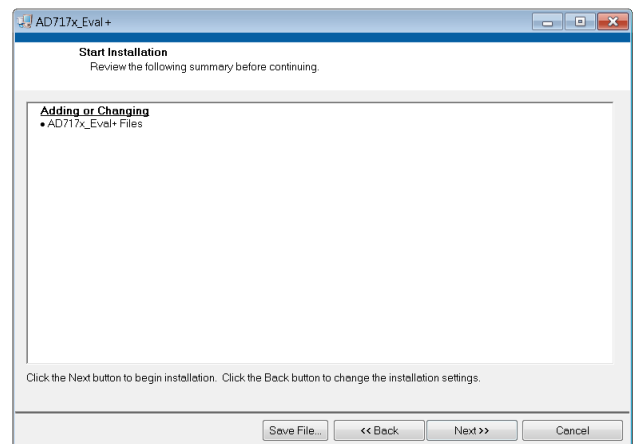 AD717x_Eval+
Start Installation
Review the following summary before continuing.
Adding or Changing
• AD717x_Eval+ Files
Click the Next button to begin installation. Click the Back button to change the installation settings.
Save File... << Back Next >> Cancel